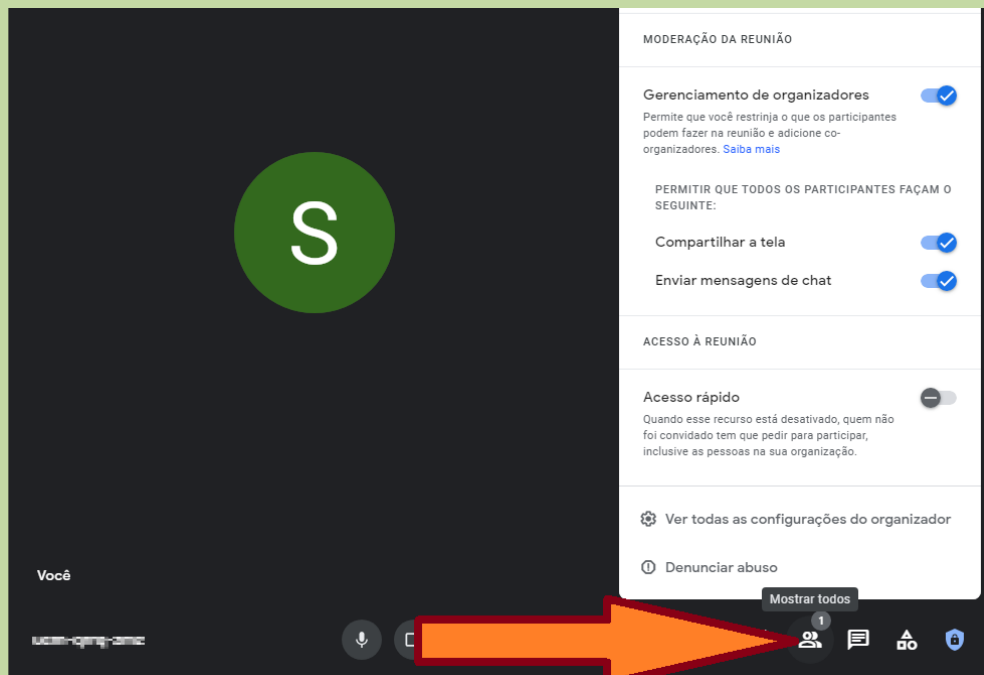 MODERAÇÃO DA REUNIÃO
Gerenciamento de organizadores
Permite que você restrinja o que os participantes
podem fazer na reunião e adicione co-
organizadores. Saiba mais
PERMITIR QUE TODOS OS PARTICIPANTES FAÇAM O
SEGUINTE:
Compartilhar a tela
Enviar mensagens de chat
ACESSO À REUNIÃO
Acesso rápido
Quando esse recurso está desativado, quem não
foi convidado tem que pedir para participar,
inclusive as pessoas na sua organização.
Ver todas as configurações do organizador
Denunciar abuso
S
Você
Mostrar todos
1